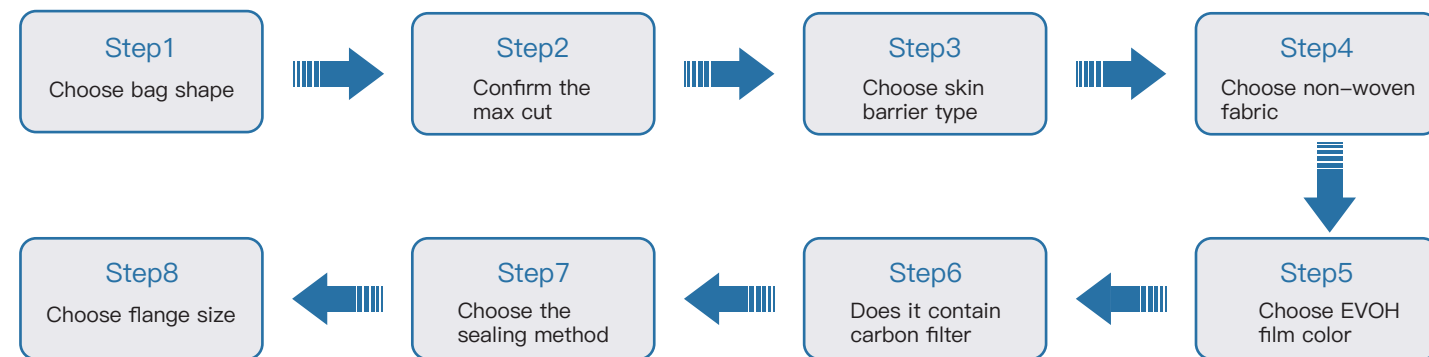 Step1
Choose bag shape
Step2
Confirm the
max cut
Step3
Choose skin
barrier type
Step4
Choose non–woven
fabric
Step5
Choose EVOH
film color
Step6
Does it contain
carbon filter
Step7
Choose the
sealing method
Step8
Choose flange size